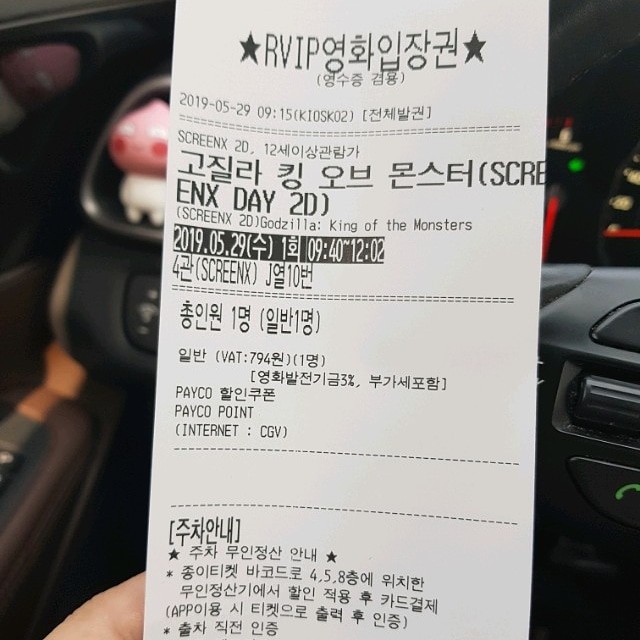 ★RVIP영화입장권★
(영수증 겸용)
2019-05-29 09:15(KIOSK02) [전체발권]
SCREENX 2D, 12세이상관람가
고질라 킹 오브 몬스터(SCRE
ENX DAY 2D)
(SCREENX 2D)Godzilla: King of the Monsters
2019.05.29(수) 1회 09:40~12:02
4관(SCREENX) J열10번
총인원 1명 (일반1명)
일반 (VAT:794원)(1명)
[영화발전기금3%, 부가세포함]
PAYCO 할인쿠폰
PAYCO POINT
(INTERNET : CGV)
[주차안내]
★ 주차 무인정산 안내 ★
* 종이티켓 바코드로 4,5,8층에 위치한
무인정산기에서 할인 적용 후 카드결제
(APP이용 시 티켓으로 출력 후 인증)
* 출차 직전 인증